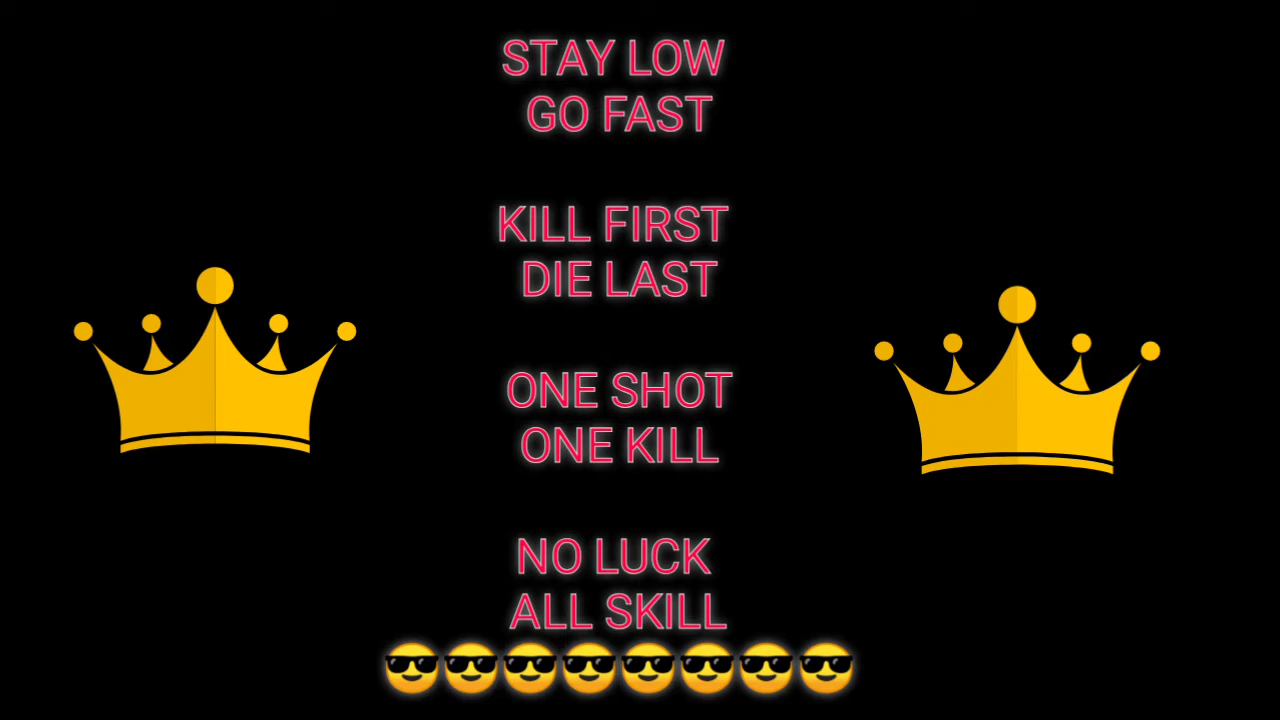 STAY LOW
GO FAST
KILL FIRST
DIE LAST
ONE SHOT
ONE KILL
NO LUCK
ALL SKILL
😎😎😎😎😎😎😎😎